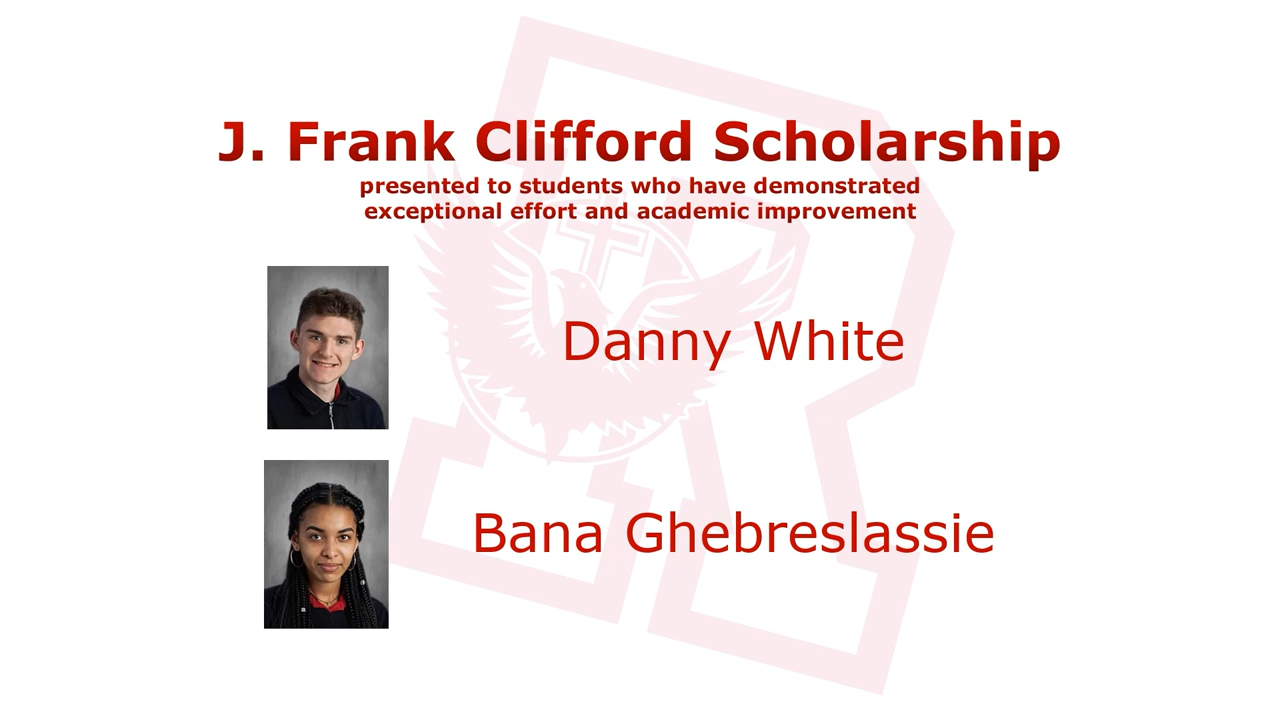 J. Frank Clifford Scholarship
presented to students who have demonstrated
exceptional effort and academic improvement
Danny White
Bana Ghebreslassie